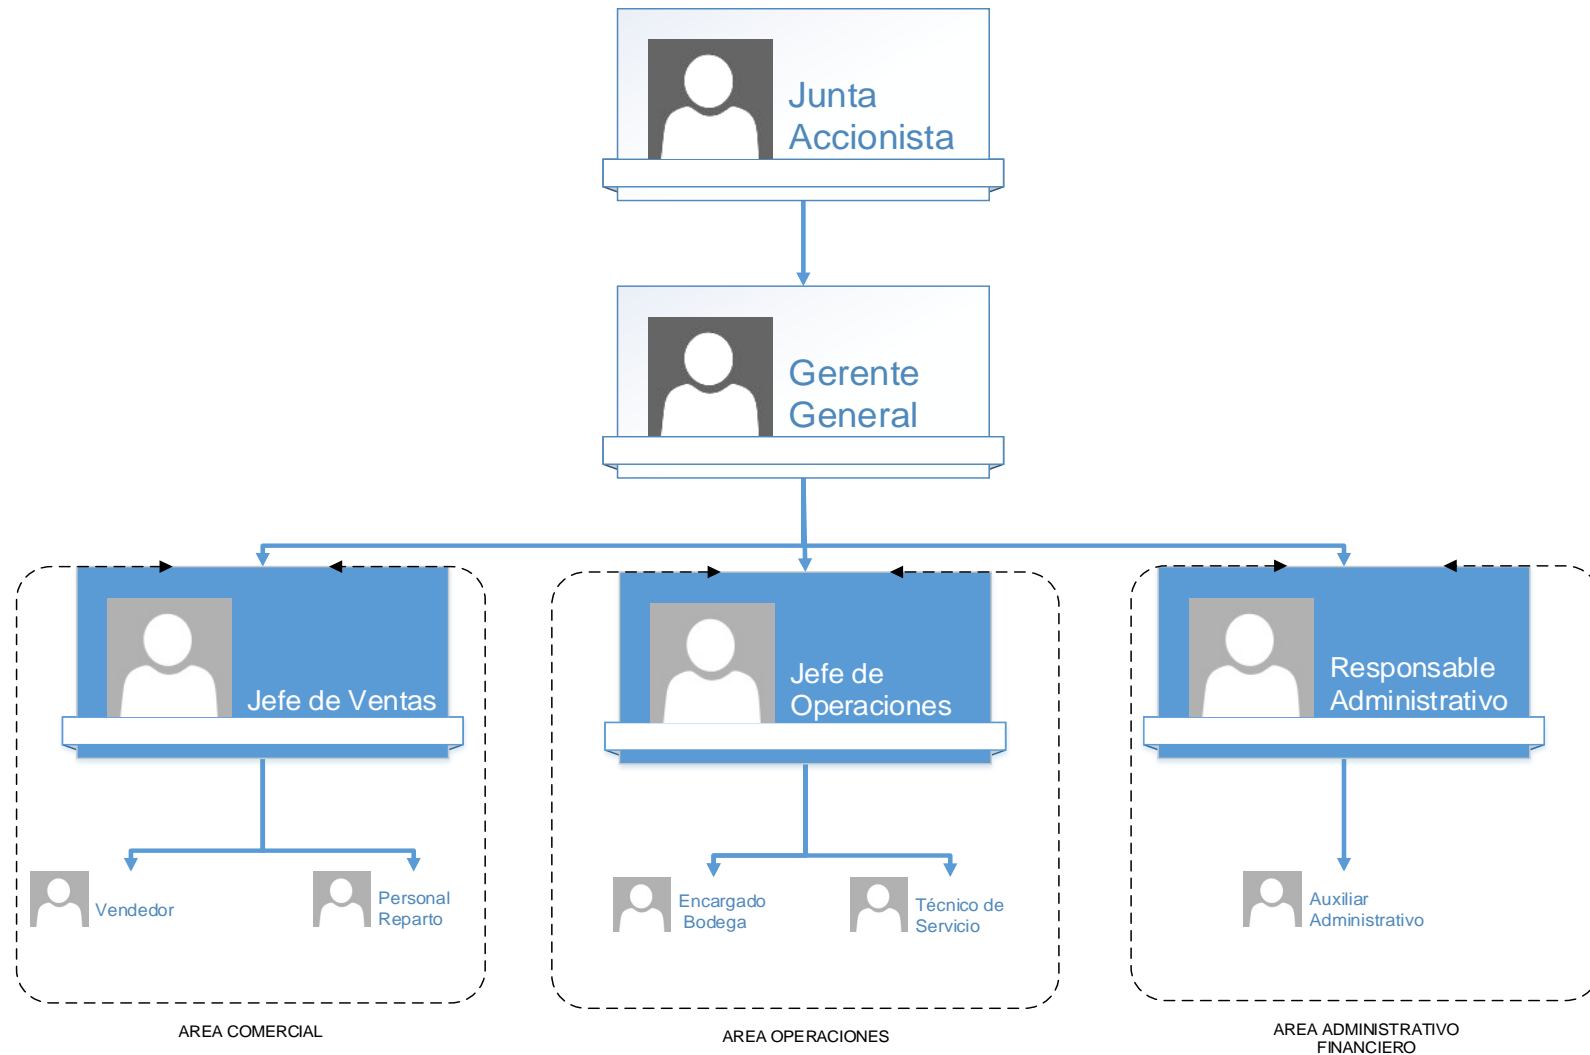 Junta
Accionista
Gerente
General
Jefe de Ventas
Jefe de
Operaciones
Responsable
Administrativo
Vendedor
Personal
Reparto
Encargado
Bodega
Técnico de
Servicio
Auxiliar
Administrativo
AREA COMERCIAL
AREA OPERACIONES
AREA ADMINISTRATIVO
FINANCIERO